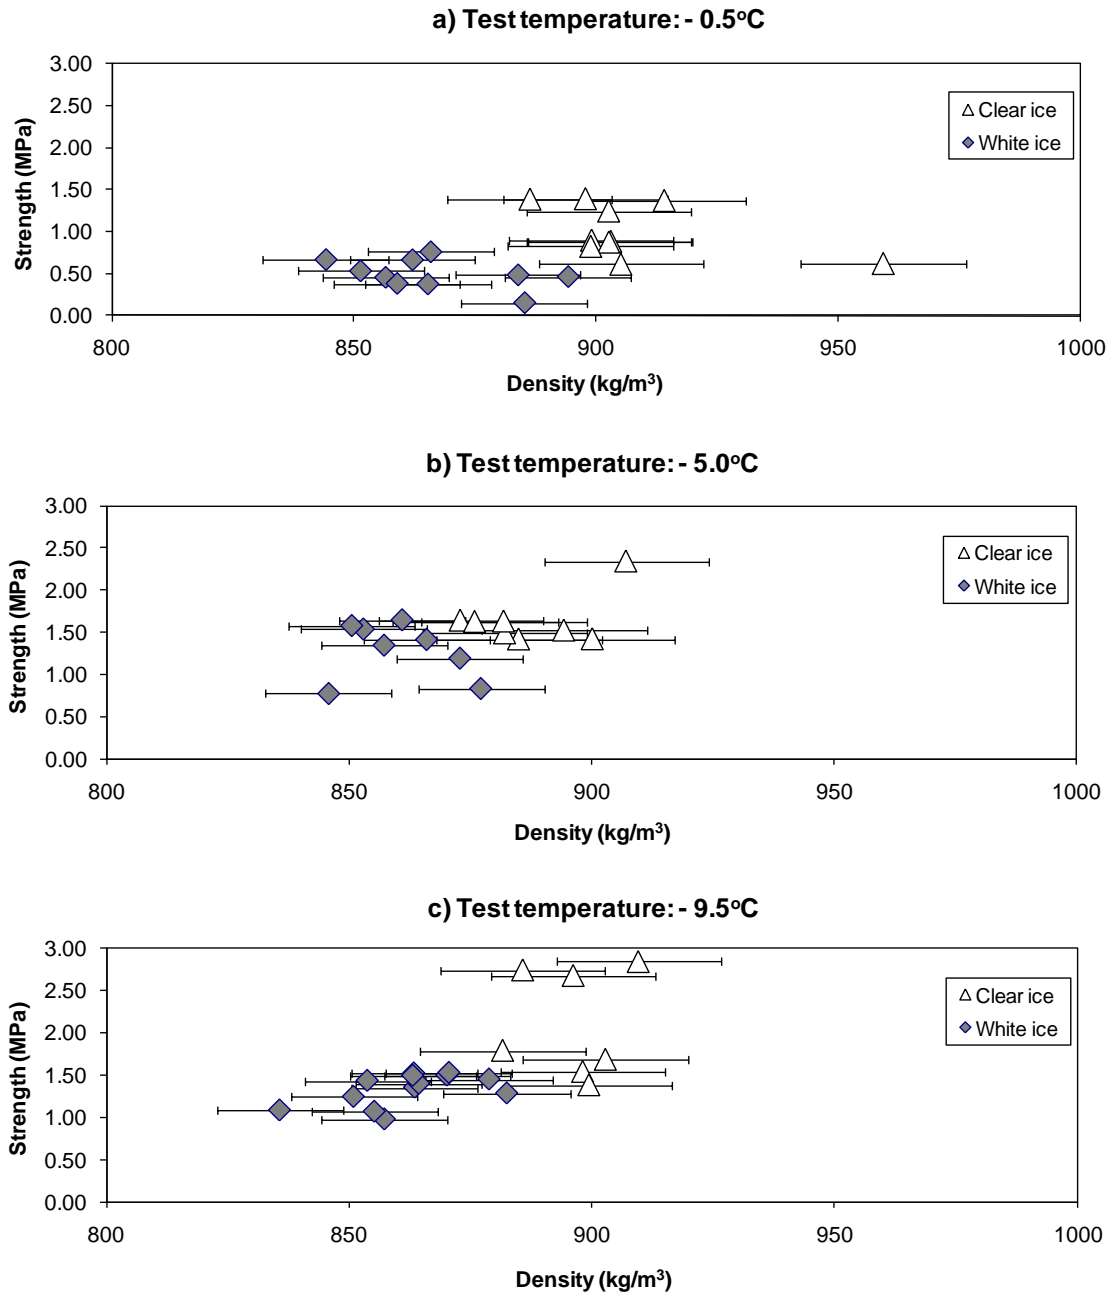 a) Test temperature: - 0.5°C
3.00
2.50
2.00
1.50
1.00
0.50
0.00
Strength (MPa)
Clear ice
White ice
800 850 900 950 1000
Density (kg/m³)
b) Test temperature: - 5.0°C
3.00
2.50
2.00
1.50
1.00
0.50
0.00
Strength (MPa)
Clear ice
White ice
800 850 900 950 1000
Density (kg/m³)
c) Test temperature: - 9.5°C
3.00
2.50
2.00
1.50
1.00
0.50
0.00
Strength (MPa)
Clear ice
White ice
800 850 900 950 1000
Density (kg/m³)